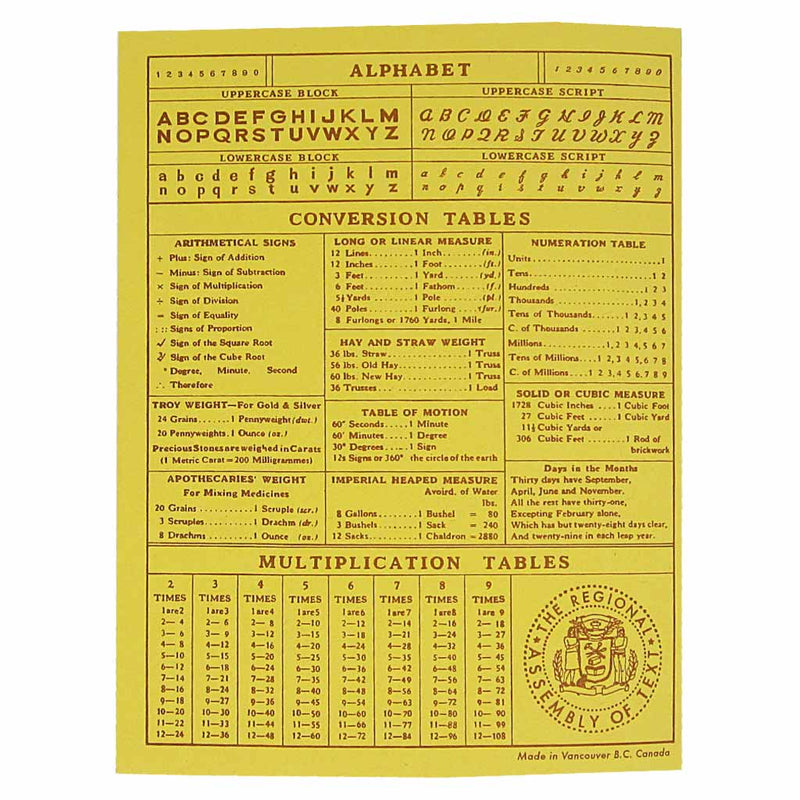 1 2 3 4 5 6 7 8 9 0
ALPHABET
1 2 3 4 5 6 7 8 9 0
UPPERCASE BLOCK
ABCDEFGHIJKLM
NOPQRSTUVWXYZ
UPPERCASE SCRIPT
ABCDEFGHIJKLM
NOPQRSTUVWXYZ
LOWERCASE BLOCK
a b c d e f g h i j k l m
n o p q r s t u v w x y z
LOWERCASE SCRIPT
a b c d e f g h i j k l m
n o p q r s t u v w x y z
CONVERSION TABLES
ARITHMETICAL SIGNS
+ Plus: Sign of Addition
− Minus: Sign of Subtraction
× Sign of Multiplication
÷ Sign of Division
= Sign of Equality
: :: Signs of Proportion
√ Sign of the Square Root
∛ Sign of the Cube Root
° Degree, Minute, Second
∴ Therefore
TROY WEIGHT—For Gold & Silver
24 Grains.......1 Pennyweight (dwt.)
20 Pennyweights. 1 Ounce (oz.)
Precious Stones are weighed in Carats
(1 Metric Carat=200 Milligrammes)
APOTHECARIES' WEIGHT
For Mixing Medicines
20 Grains ...........1 Scruple (scr.)
3 Scruples...........1 Drachm (dr.)
8 Drachms ..........1 Ounce (oz.)
LONG OR LINEAR MEASURE
12 Lines..........1 Inch......(in.)
12 Inches.........1 Foot......(ft.)
3 Feet............1 Yard......(yd.)
6 Feet............1 Fathom....(f.)
5½ Yards.........1 Pole......(pl.)
40 Poles..........1 Furlong..(fur.)
8 Furlongs or 1760 Yards, 1 Mile
HAY AND STRAW WEIGHT
36 lbs. Straw...............1 Truss
56 lbs. Old Hay............1 Truss
60 lbs. New Hay...........1 Truss
36 Trusses..................1 Load
TABLE OF MOTION
60" Seconds.....1 Minute
60' Minutes.....1 Degree
30° Degrees.....1 Sign
12s Signs or 360° the circle of the earth
IMPERIAL HEAPED MEASURE
Avoird. of Water
lbs.
8 Gallons........1 Bushel = 80
3 Bushels........1 Sack = 240
12 Sacks.........1 Chaldron =2880
NUMERATION TABLE
Units..............................1
Tens.............................1 2
Hundreds ....................1 2 3
Thousands .................1,2 3 4
Tens of Thousands......1 2,3 4 5
C. of Thousands ......1 2 3,4 5 6
Millions................1,2 3 4,5 6 7
Tens of Millions....1 2,3 4 5,6 7 8
C. of Millions....1 2 3,4 5 6,7 8 9
SOLID OR CUBIC MEASURE
1728 Cubic Inches ....1 Cubic Foot
27 Cubic Feet ......1 Cubic Yard
11⅓ Cubic Yards or
306 Cubic Feet ........1 Rod of
brickwork
Days in the Months
Thirty days have September,
April, June and November.
All the rest have thirty-one,
Excepting February alone,
Which has but twenty-eight days clear,
And twenty-nine in each leap year.
MULTIPLICATION TABLES
2 3 4 5 6 7 8 9
TIMES TIMES TIMES TIMES TIMES TIMES TIMES TIMES
1 are 2 1 are 3 1 are 4 1 are 5 1 are 6 1 are 7 1 are 8 1 are 9
2— 4 2— 6 2— 8 2—10 2—12 2—14 2—16 2— 18
3— 6 3— 9 3—12 3—15 3—18 3—21 3—24 3— 27
4— 8 4—12 4—16 4—20 4—24 4—28 4—32 4— 36
5—10 5—15 5—20 5—25 5—30 5—35 5—40 5— 45
6—12 6—18 6—24 6—30 6—36 6—42 6—48 6— 54
7—14 7—21 7—28 7—35 7—42 7—49 7—56 7— 63
8—16 8—24 8—32 8—40 8—48 8—56 8—64 8— 72
9—18 9—27 9—36 9—45 9—54 9—63 9—72 9— 81
10—20 10—30 10—40 10—50 10—60 10—70 10—80 10— 90
11—22 11—33 11—44 11—55 11—66 11—77 11—88 11— 99
12—24 12—36 12—48 12—60 12—72 12—84 12—96 12—108
THE REGIONAL
ASSEMBLY OF TEXT
Made in Vancouver B.C. Canada